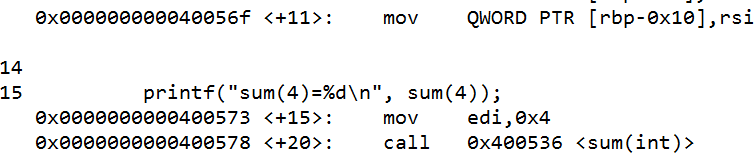 0x000000000040056f <+11>: mov QWORD PTR [rbp-0x10],rsi
14
15 printf("sum(4)=%d\n", sum(4));
0x0000000000400573 <+15>: mov edi,0x4
0x0000000000400578 <+20>: call 0x400536 <sum(int)>